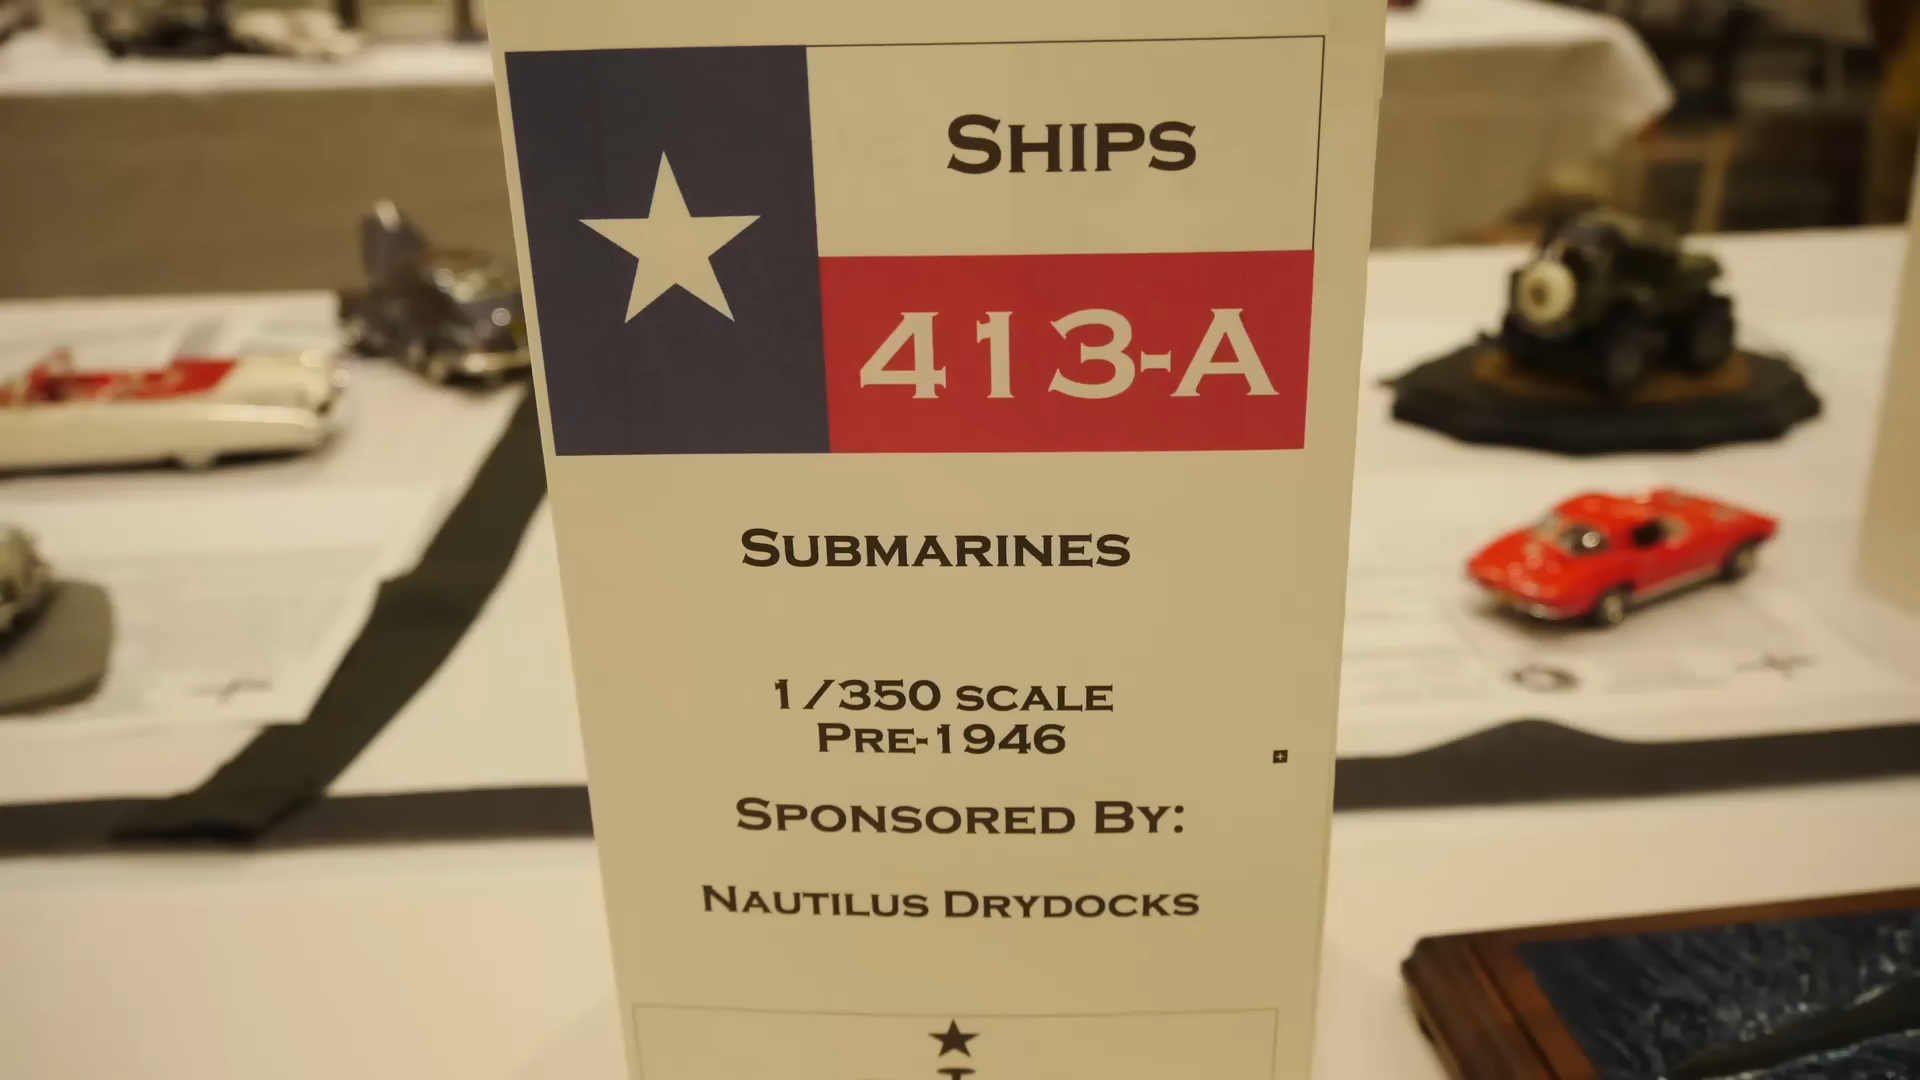 SHIPS
413-A
SUBMARINES
1/350 SCALE
PRE-1946
SPONSORED BY:
NAUTILUS DRYDOCKS